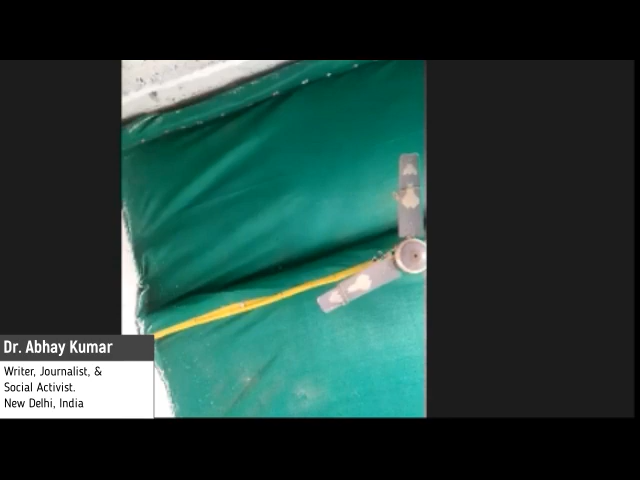 Dr. Abhay Kumar
Writer, Journalist, &
Social Activist.
New Delhi, India